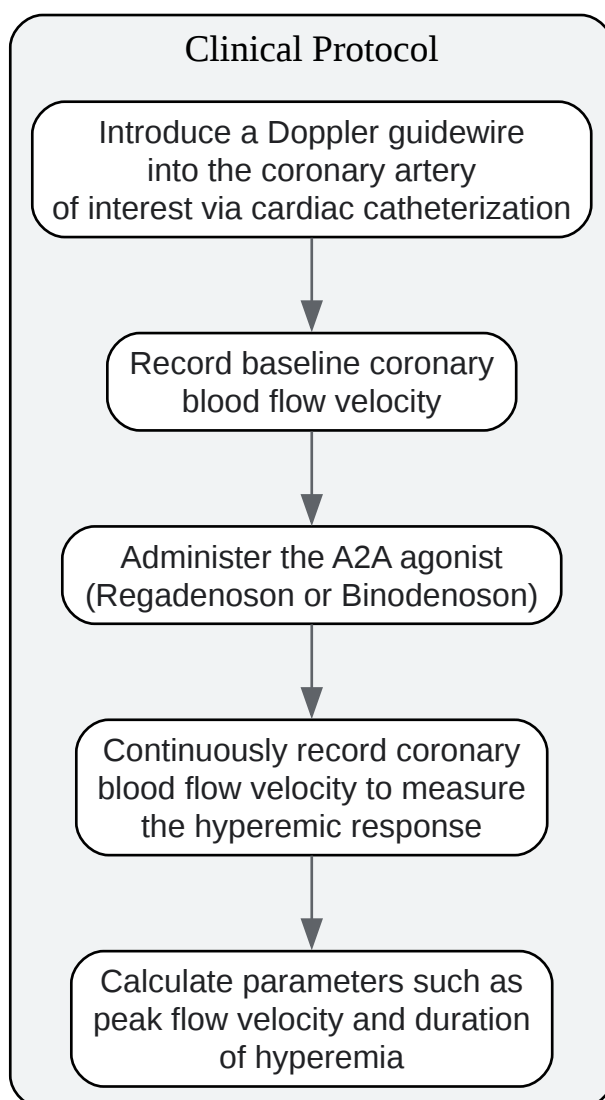 Clinical Protocol
Introduce a Doppler guidewire
into the coronary artery
of interest via cardiac catheterization
Record baseline coronary
blood flow velocity
Administer the A2A agonist
(Regadenoson or Binodenoson)
Continuously record coronary
blood flow velocity to measure
the hyperemic response
Calculate parameters such as
peak flow velocity and duration
of hyperemia